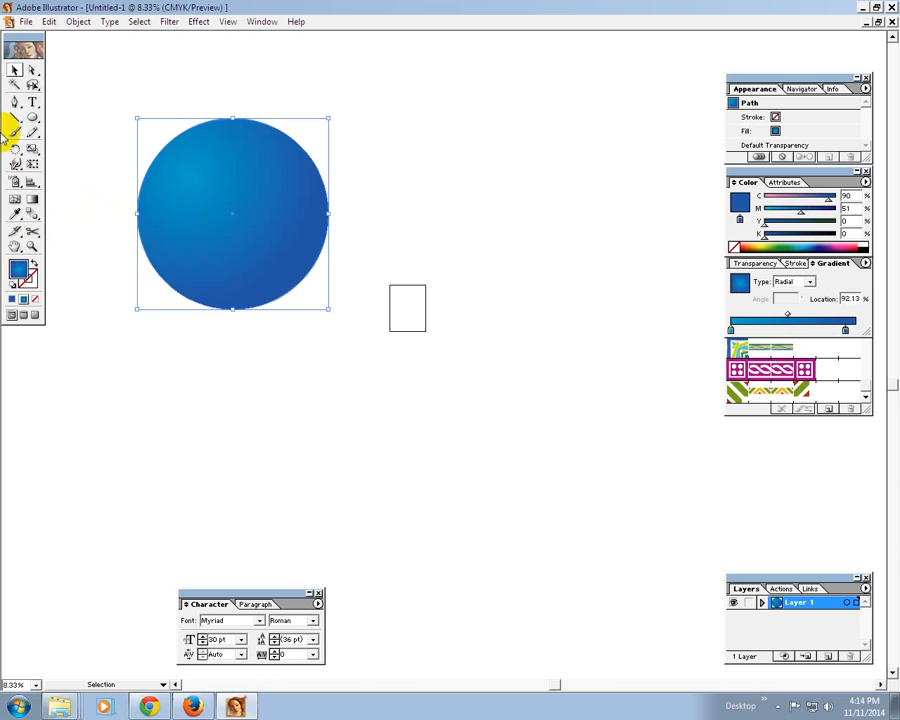 Adobe Illustrator - [Untitled-1 @ 8.33% (CMYK/Preview) ]
File Edit Object Type Select Filter Effect View Window Help
Appearance Navigator Info
Path
Stroke:
Fill:
Default Transparency
Color Attributes
C 90 %
M 51 %
Y 0 %
K 0 %
Transparency Stroke Gradient
Type: Radial
Angle: ° Location: 92.13 %
Layers Actions Links
Layer 1
1 Layer
Character Paragraph
Font: Myriad Roman
30 pt (36 pt)
Auto 0
8.33% Selection
Desktop
4:14 PM
11/11/2014